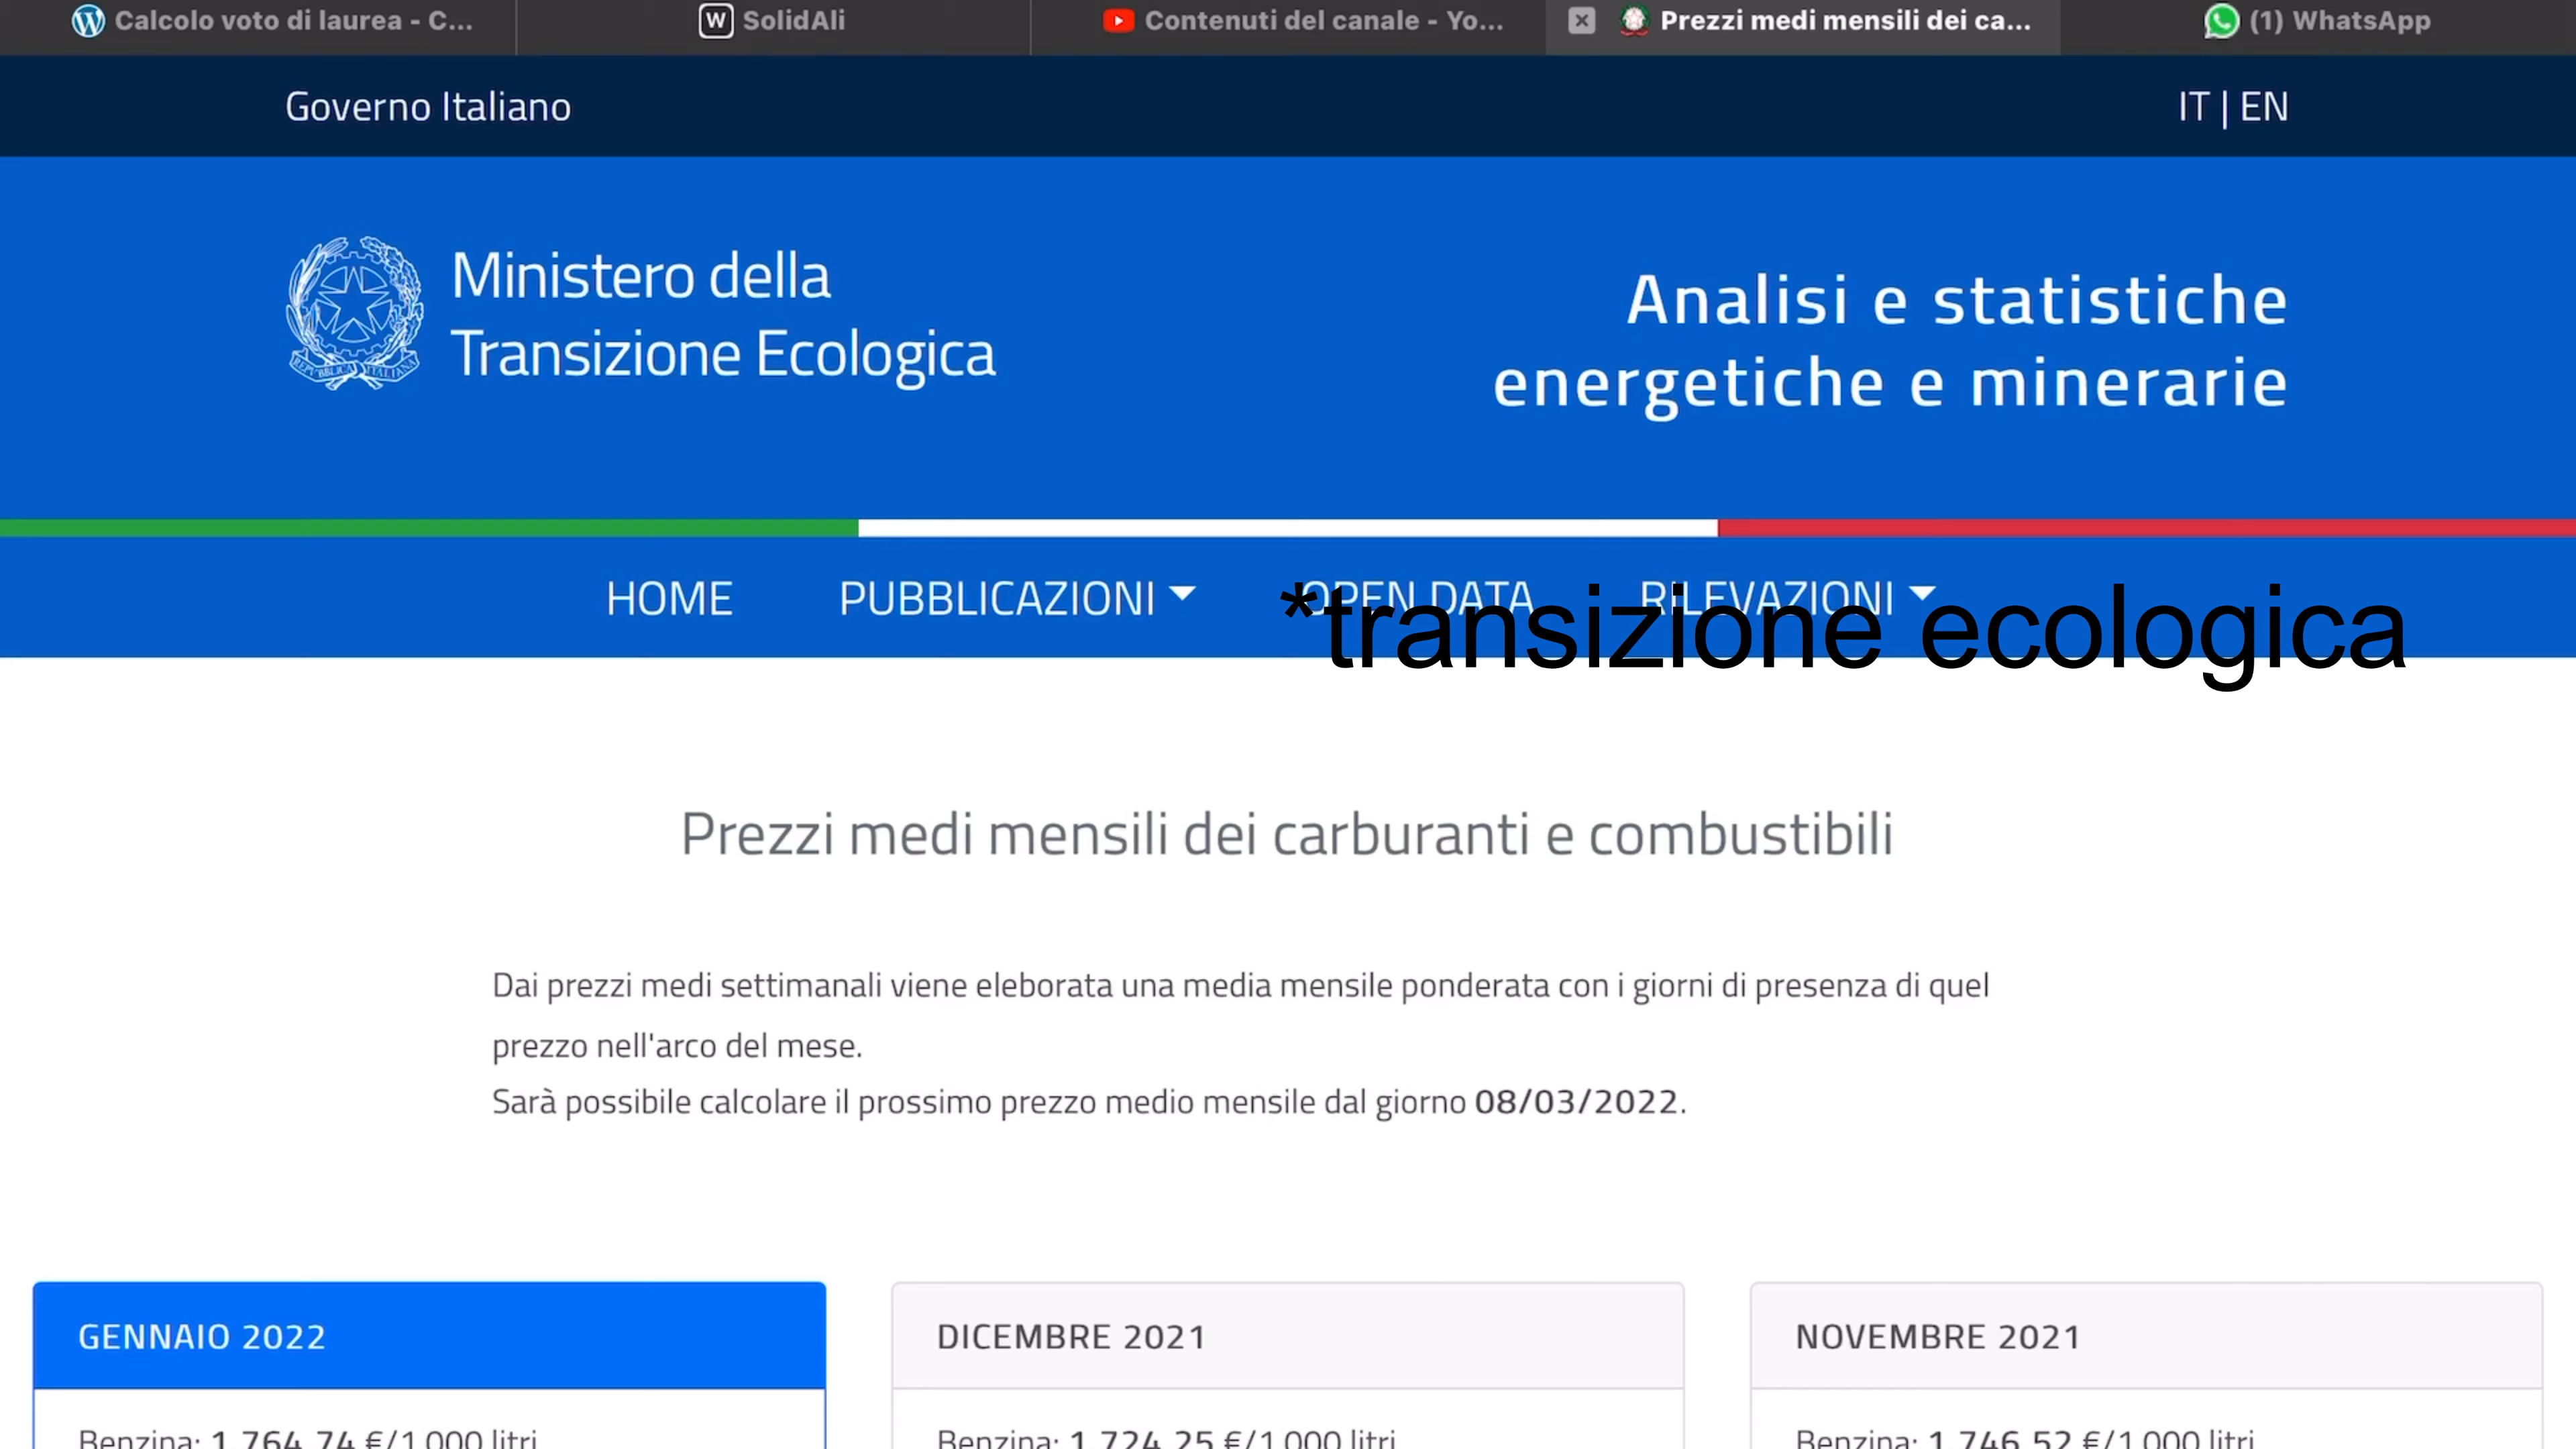 Calcolo voto di laurea - C...
SolidAli
Contenuti del canale - Yo...
Prezzi medi mensili dei ca...
(1) WhatsApp
Governo Italiano
IT | EN
Ministero della
Transizione Ecologica
REPVBBLICA ITALIANA
Analisi e statistiche
energetiche e minerarie
HOME
PUBBLICAZIONI
OPEN DATA
RILEVAZIONI
*transizione ecologica
Prezzi medi mensili dei carburanti e combustibili
Dai prezzi medi settimanali viene eleborata una media mensile ponderata con i giorni di presenza di quel
prezzo nell'arco del mese.
Sarà possibile calcolare il prossimo prezzo medio mensile dal giorno 08/03/2022.
GENNAIO 2022
DICEMBRE 2021
NOVEMBRE 2021
Benzina: 1.764,74 €/1.000 litri
Benzina: 1.724,25 €/1.000 litri
Benzina: 1.746,52 €/1.000 litri